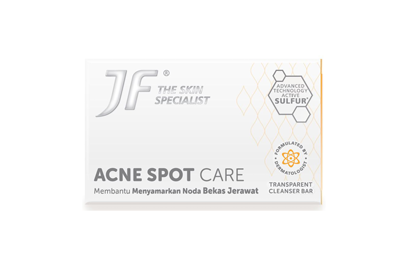 JF®
THE SKIN
SPECIALIST
ADVANCED
TECHNOLOGY
ACTIVE
SULFUR
FORMULATED BY
DERMATOLOGIST
ACNE SPOT CARE
Membantu Menyamarkan Noda Bekas Jerawat
TRANSPARENT
CLEANSER BAR